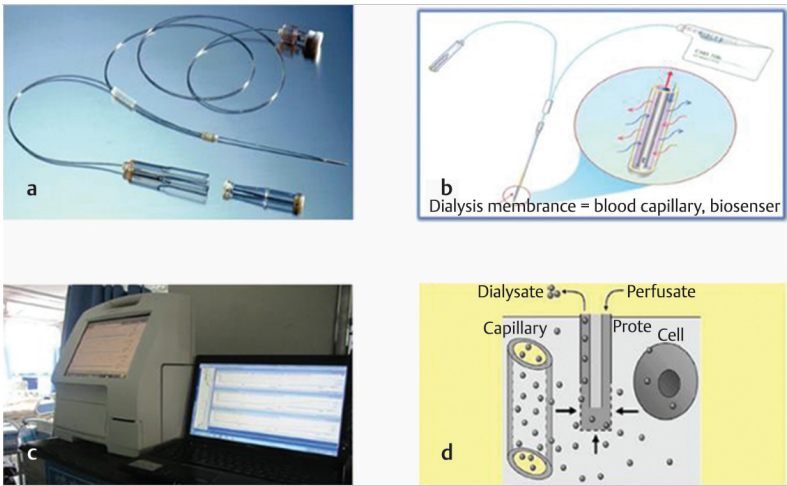 a
b
Dialysis membrance = blood capillary, biosenser
c
Dialysate
Perfusate
Capillary
Prote
Cell
d